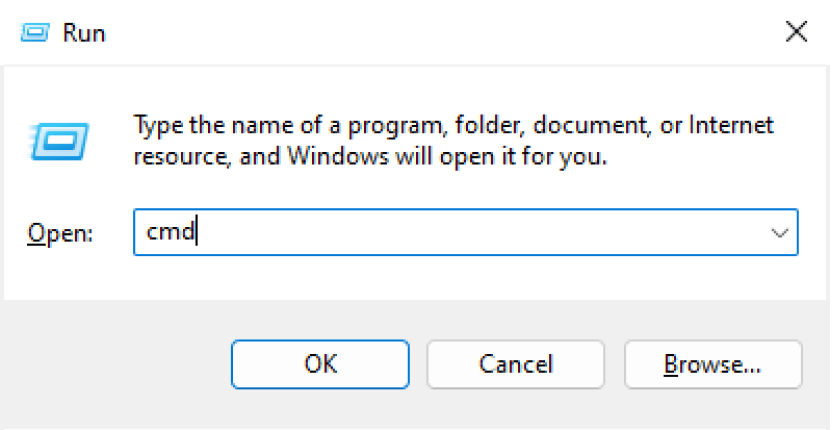 Run
Type the name of a program, folder, document, or Internet
resource, and Windows will open it for you.
Open: cmd
OK Cancel Browse...